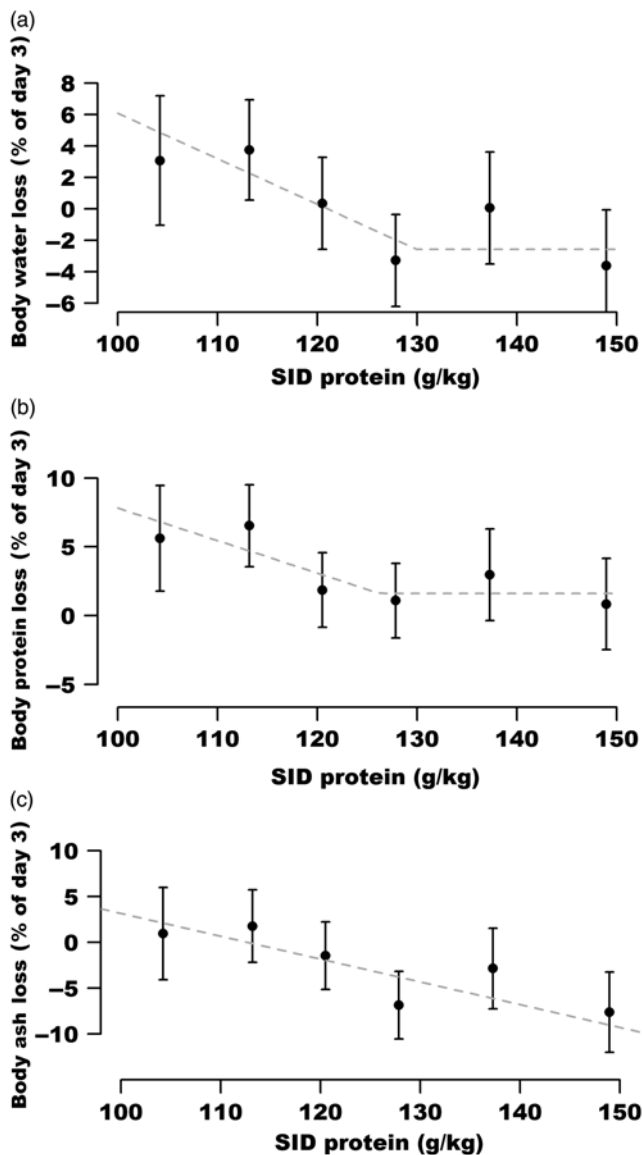 (a)
Body water loss (% of day 3)
8
6
4
2
0
−2
−4
−6
100 110 120 130 140 150
SID protein (g/kg)
(b)
Body protein loss (% of day 3)
10
5
0
−5
100 110 120 130 140 150
SID protein (g/kg)
(c)
Body ash loss (% of day 3)
10
5
0
−5
−10
100 110 120 130 140 150
SID protein (g/kg)